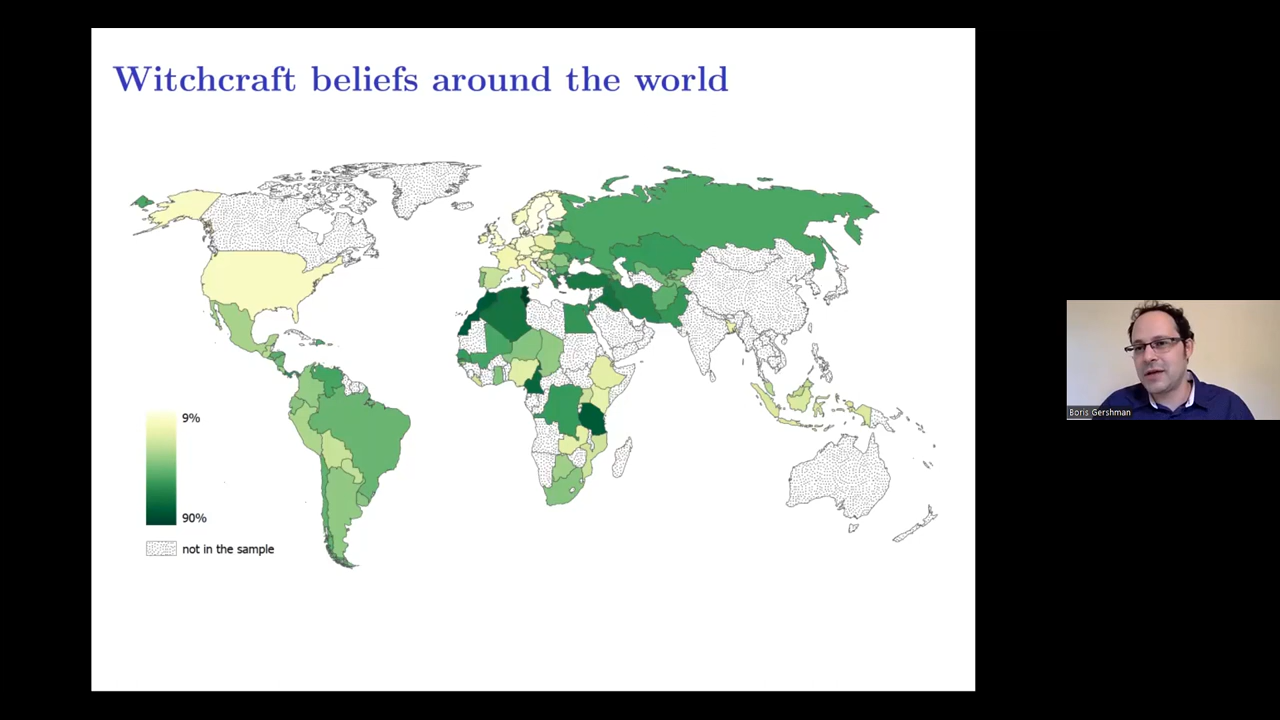 Witchcraft beliefs around the world
9%
90%
not in the sample
Boris Gershman